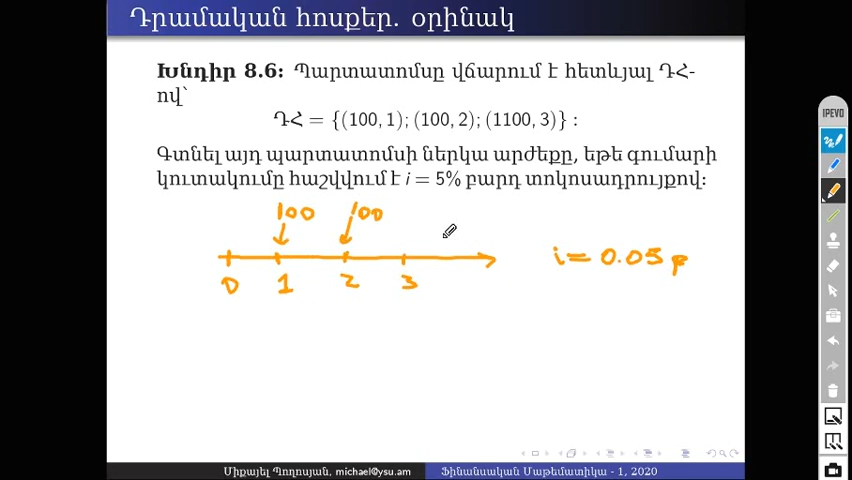 Դրամական հոսքեր. օրինակ
IPEVO
Խնդիր 8.6: Պարտատոմսը վճարում է հետևյալ ԴՀ-
ով՝
ԴՀ = {(100, 1); (100, 2); (1100, 3)} :
Գտնել այդ պարտատոմսի ներկա արժեքը, եթե գումարի
կուտակումը հաշվվում է i = 5% բարդ տոկոսադրույքով:
100 100
i = 0.05 բ
0 1 2 3
Միքայել Պողոսյան, michael@ysu.am Ֆինանսական Մաթեմատիկա - 1, 2020